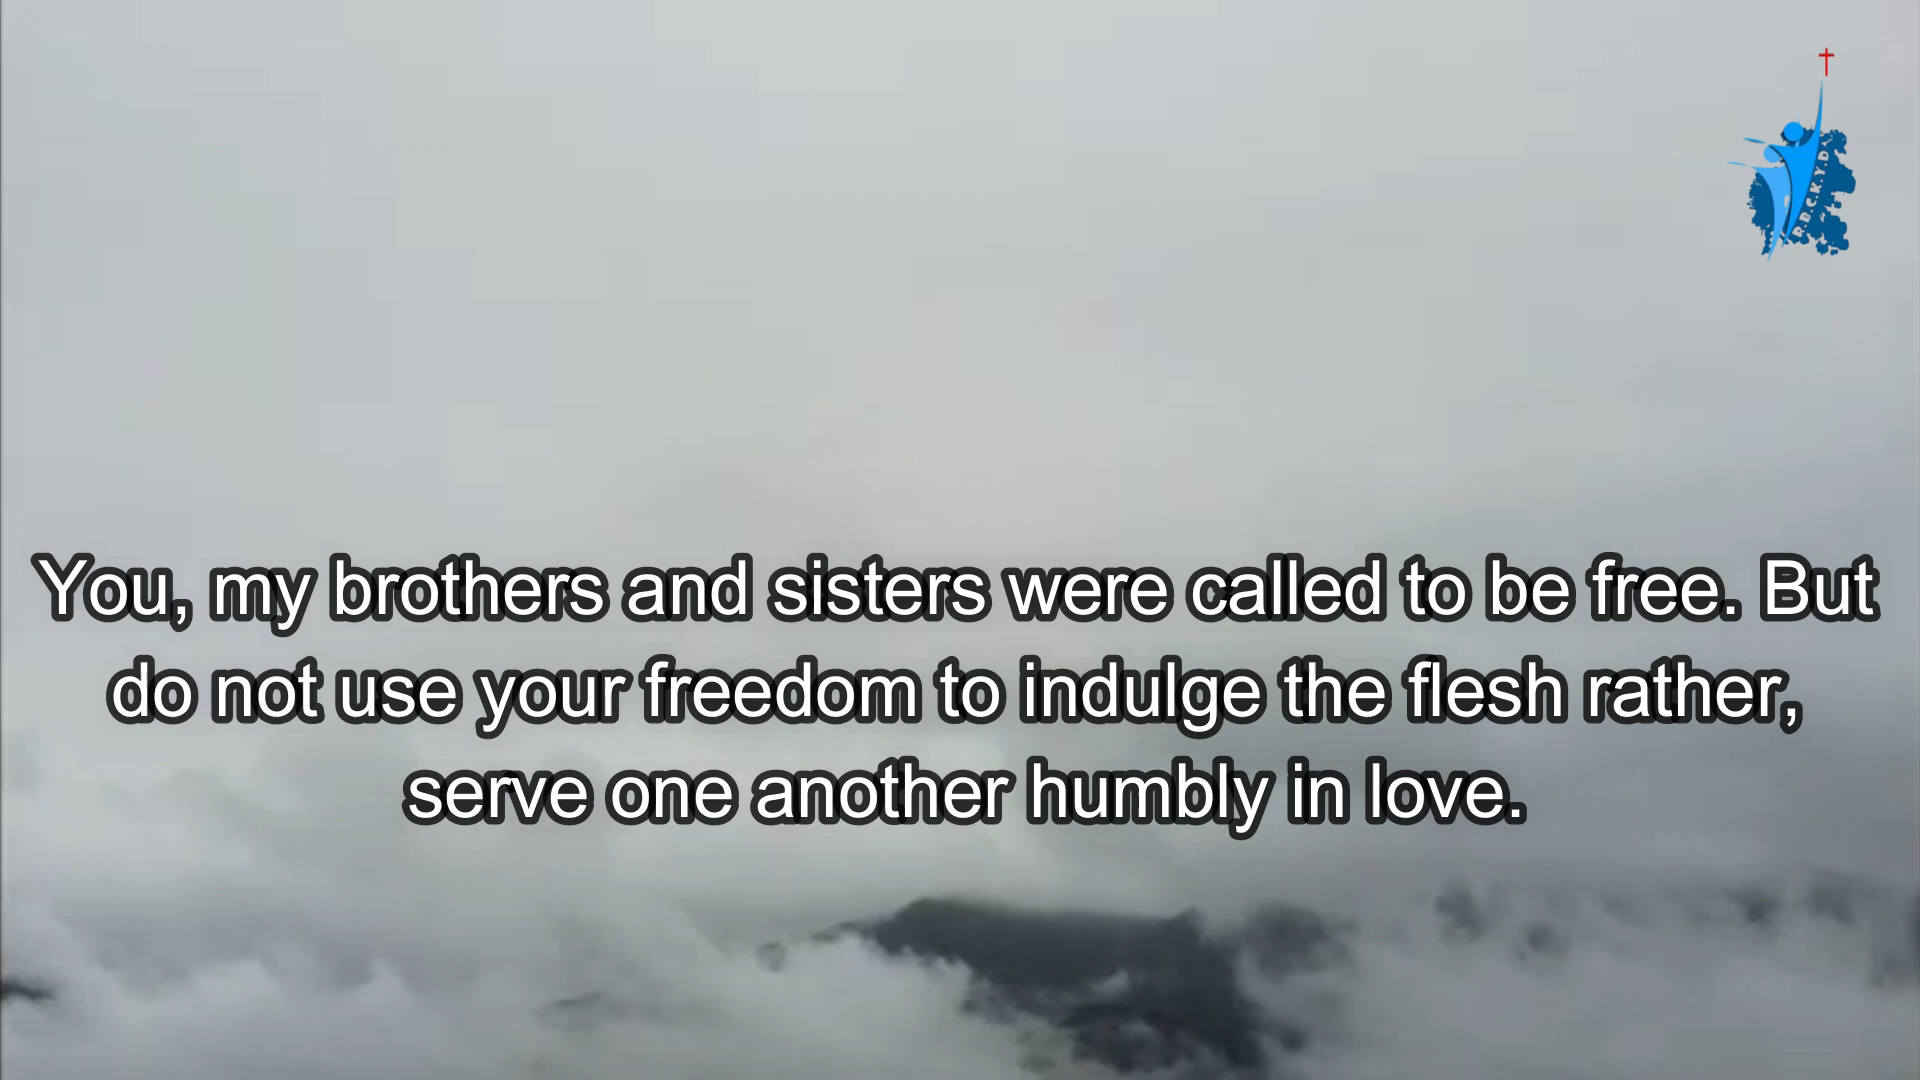 R.B.C.K.Y.D
You, my brothers and sisters were called to be free. But
do not use your freedom to indulge the flesh rather,
serve one another humbly in love.